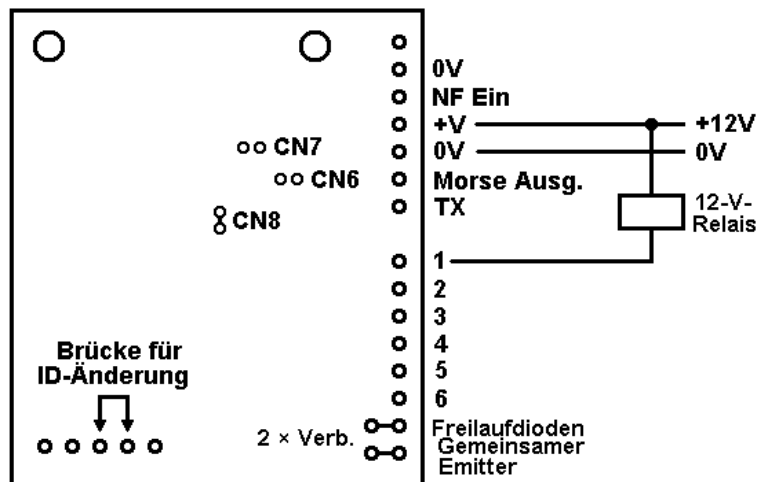 0V
NF Ein
+V
+12V
CN7
0V
0V
CN6
Morse Ausg.
TX
12-V-
Relais
CN8
1
2
3
4
5
6
Brücke für
ID-Änderung
2 × Verb.
Freilaufdioden
Gemeinsamer
Emitter